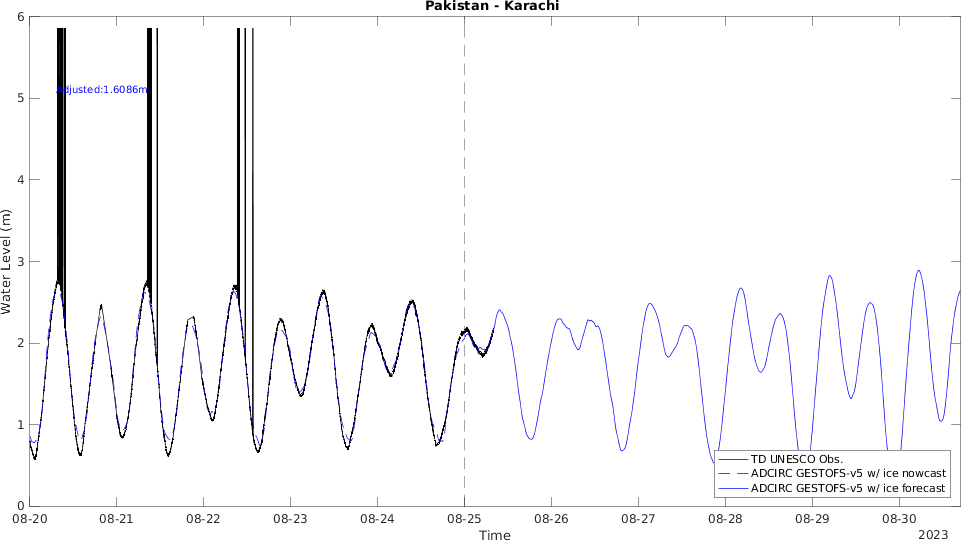 Pakistan - Karachi
6
5
4
3
2
1
0
Water Level (m)
Adjusted:1.6086m
TD UNESCO Obs.
ADCIRC GESTOFS-v5 w/ ice nowcast
ADCIRC GESTOFS-v5 w/ ice forecast
08-20 08-21 08-22 08-23 08-24 08-25 08-26 08-27 08-28 08-29 08-30
Time
2023